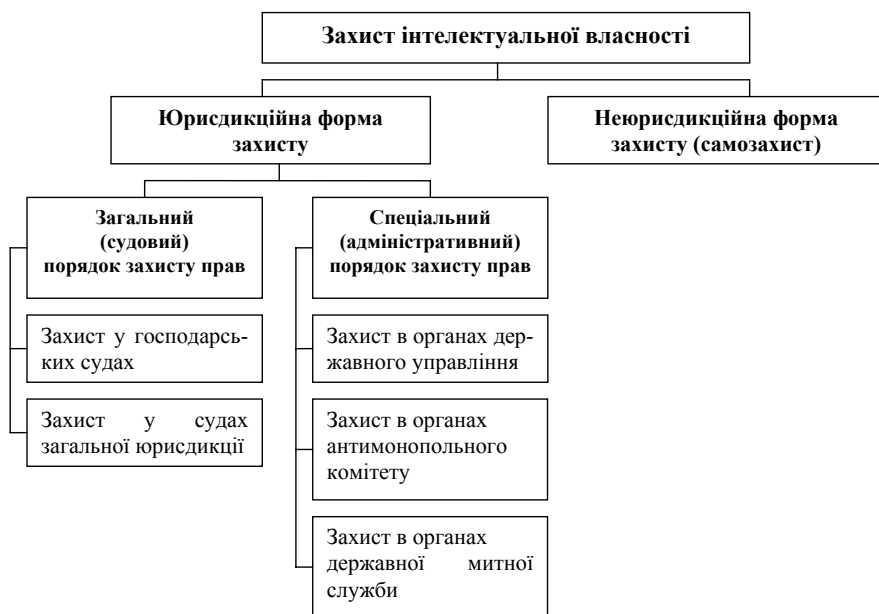 Захист інтелектуальної власності
Юрисдикційна форма
захисту
Неюрисдикційна форма
захисту (самозахист)
Загальний
(судовий)
порядок захисту прав
Спеціальний
(адміністративний)
порядок захисту прав
Захист у господарсь-
ких судах
Захист в органах дер-
жавного управління
Захист у судах
загальної юрисдикції
Захист в органах
антимонопольного
комітету
Захист в органах
державної митної
служби